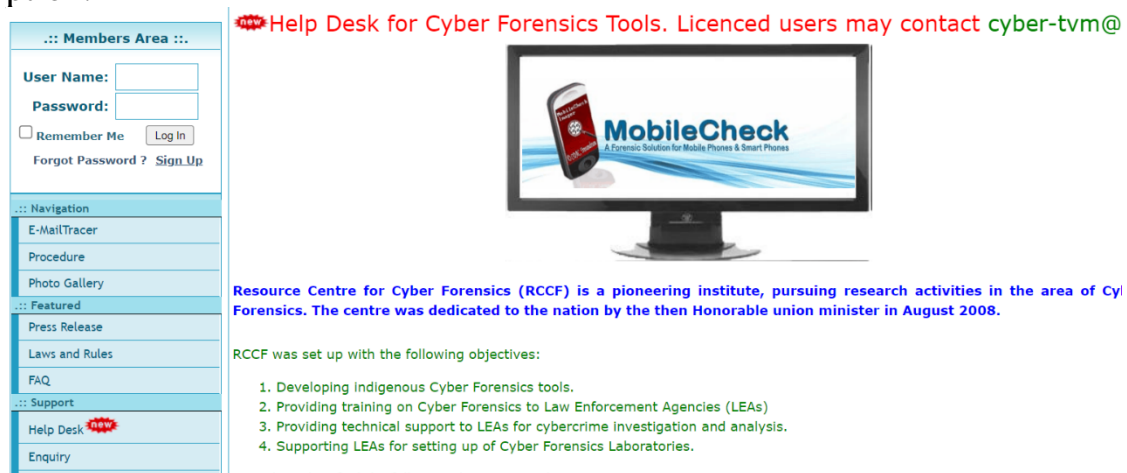 .:: Members Area ::.
User Name:
Password:
Remember Me Log In
Forgot Password ? Sign Up
.:: Navigation
E-MailTracer
Procedure
Photo Gallery
.:: Featured
Press Release
Laws and Rules
FAQ
.:: Support
Help Desk new
Enquiry
new Help Desk for Cyber Forensics Tools. Licenced users may contact cyber-tvm@
MobileCheck
A Forensic Solution for Mobile Phones & Smart Phones
Resource Centre for Cyber Forensics (RCCF) is a pioneering institute, pursuing research activities in the area of Cy
Forensics. The centre was dedicated to the nation by the then Honorable union minister in August 2008.
RCCF was set up with the following objectives:
1. Developing indigenous Cyber Forensics tools.
2. Providing training on Cyber Forensics to Law Enforcement Agencies (LEAs)
3. Providing technical support to LEAs for cybercrime investigation and analysis.
4. Supporting LEAs for setting up of Cyber Forensics Laboratories.